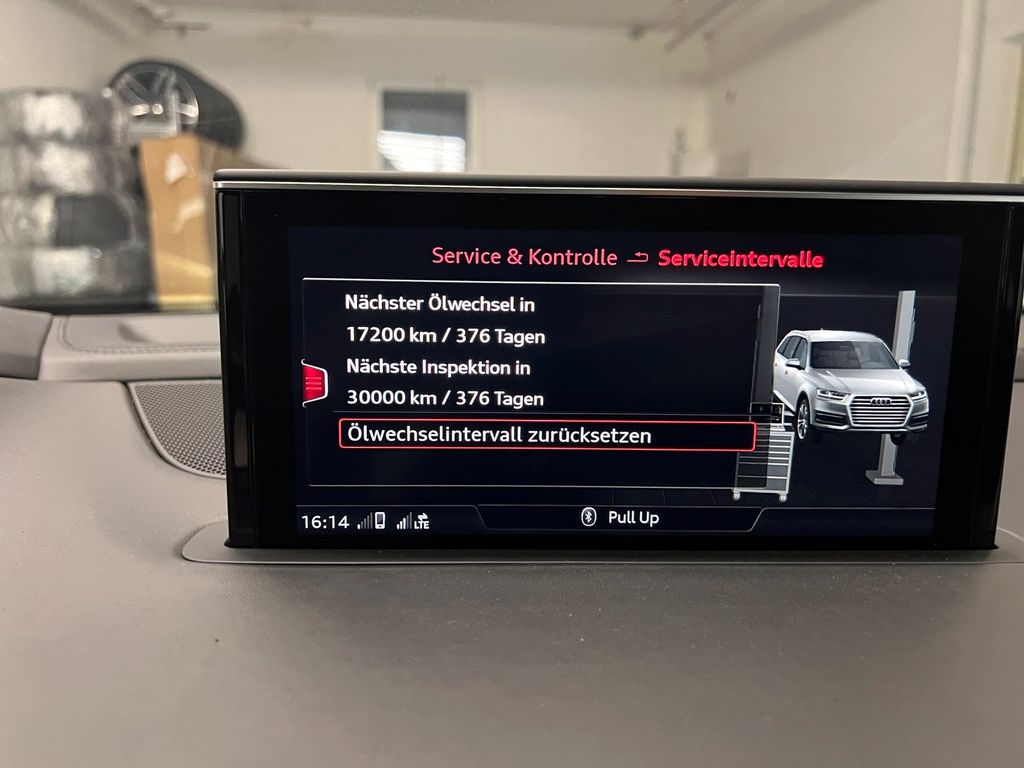 Service & Kontrolle Serviceintervalle
Nächster Ölwechsel in
17200 km / 376 Tagen
Nächste Inspektion in
30000 km / 376 Tagen
Ölwechselintervall zurücksetzen
16:14 LTE Pull Up